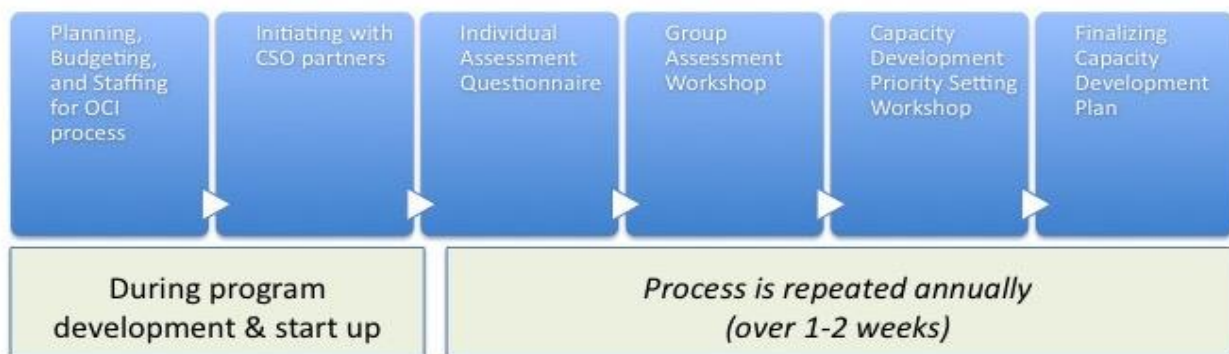 Planning,
Budgeting,
and Staffing
for OCI
process
Initiating with
CSO partners
Individual
Assessment
Questionnaire
Group
Assessment
Workshop
Capacity
Development
Priority Setting
Workshop
Finalizing
Capacity
Development
Plan
During program
development & start up
Process is repeated annually
(over 1-2 weeks)